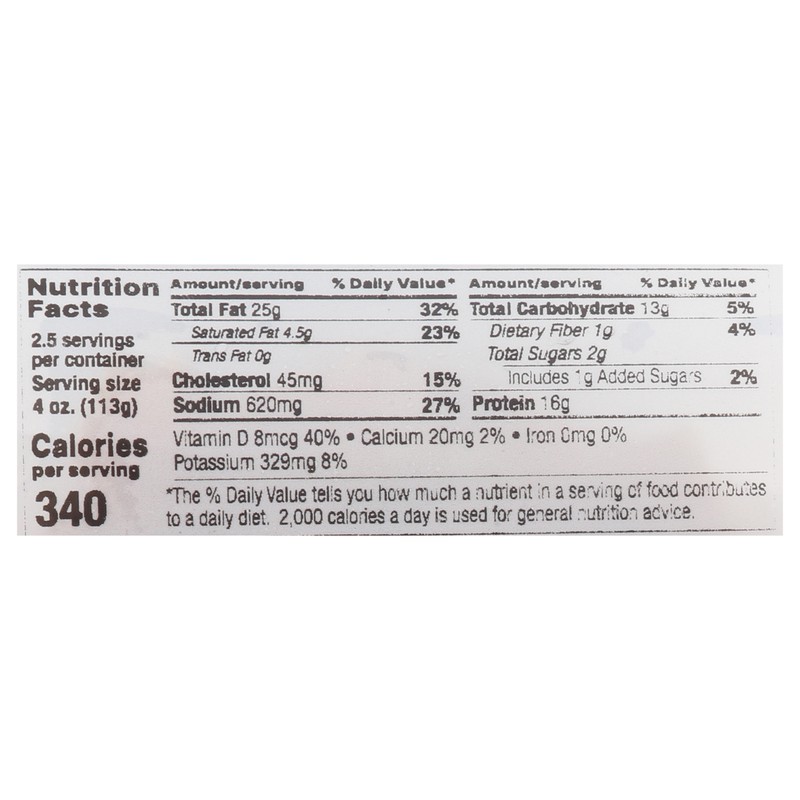 Nutrition
Facts
2.5 servings
per container
Serving size
4 oz. (113g)
Calories
per serving
340
Amount/serving % Daily Value*
Total Fat 25g 32%
Saturated Fat 4.5g 23%
Trans Fat 0g
Cholesterol 45mg 15%
Sodium 620mg 27%
Amount/serving % Daily Value*
Total Carbohydrate 13g 5%
Dietary Fiber 1g 4%
Total Sugars 2g
Includes 1g Added Sugars 2%
Protein 16g
Vitamin D 8mcg 40% • Calcium 20mg 2% • Iron 0mg 0%
Potassium 329mg 8%
*The % Daily Value tells you how much a nutrient in a serving of food contributes
to a daily diet. 2,000 calories a day is used for general nutrition advice.